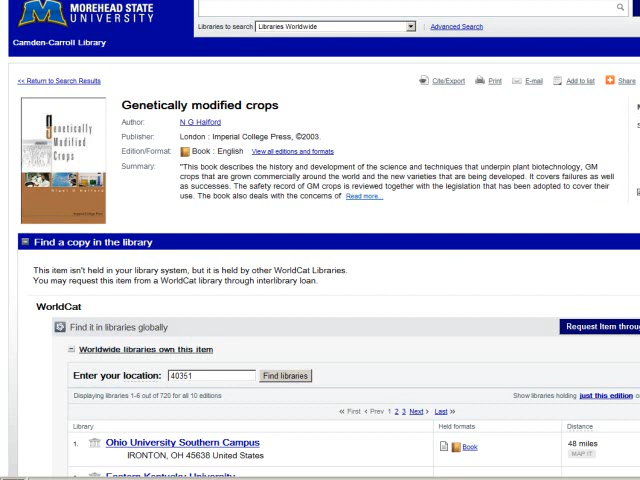 MOREHEAD STATE
UNIVERSITY
Libraries to search Libraries Worldwide Advanced Search
Camden-Carroll Library
<< Return to Search Results Cite/Export Print E-mail Add to list Share
Genetically modified crops
Author: N G Halford
Publisher: London : Imperial College Press, ©2003.
Edition/Format: Book : English View all editions and formats
Summary: "This book describes the history and development of the science and techniques that underpin plant biotechnology, GM
crops that are grown commercially around the world and the new varieties that are being developed. It covers failures as well
as successes. The safety record of GM crops is reviewed together with the legislation that has been adopted to cover their
use. The book also deals with the concerns of Read more...
Genetically
Modified
Crops
Find a copy in the library
This item isn't held in your library system, but it is held by other WorldCat Libraries.
You may request this item from a WorldCat library through interlibrary loan.
WorldCat
Find it in libraries globally Request Item throu
Worldwide libraries own this item
Enter your location: 40351 Find libraries
Displaying libraries 1-6 out of 720 for all 10 editions Show libraries holding just this edition o
<< First < Prev 1 2 3 Next > Last >>
Library Held formats Distance
1. Ohio University Southern Campus Book 48 miles
IRONTON, OH 45638 United States MAP IT
Eastern Kentucky University